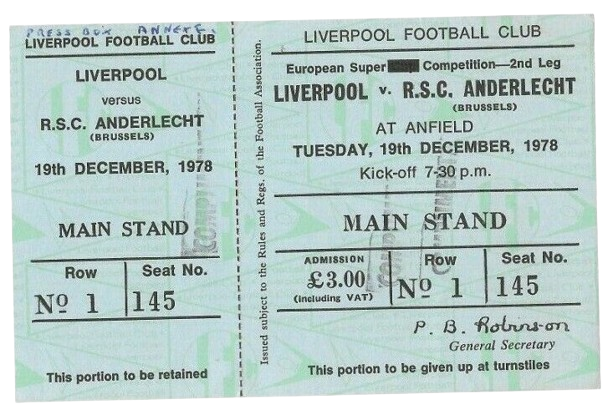 PRESS BOX ANNEXE.
LIVERPOOL FOOTBALL CLUB
LIVERPOOL
versus
R.S.C. ANDERLECHT
(BRUSSELS)
19th DECEMBER, 1978
MAIN STAND
Row
Seat No.
Nº 1
145
This portion to be retained
COMPLIMENT
Issued subject to the Rules and Regs. of the Football Association.
LIVERPOOL FOOTBALL CLUB
European Super Competition—2nd Leg
LIVERPOOL v. R.S.C. ANDERLECHT
(BRUSSELS)
AT ANFIELD
TUESDAY, 19th DECEMBER, 1978
Kick-off 7-30 p.m.
MAIN STAND
ADMISSION
£3.00
(including VAT)
Row
Seat No.
Nº 1
145
P. B. Robinson
General Secretary
This portion to be given up at turnstiles